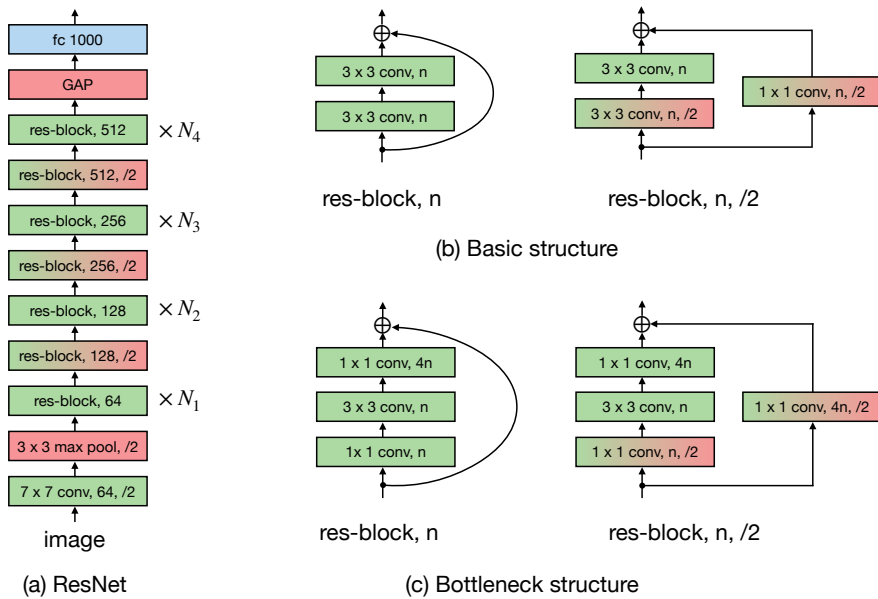 fc 1000
GAP
res-block, 512
× N4
res-block, 512, /2
res-block, 256
× N3
res-block, 256, /2
res-block, 128
× N2
res-block, 128, /2
res-block, 64
× N1
3 x 3 max pool, /2
7 x 7 conv, 64, /2
image
(a) ResNet
3 x 3 conv, n
3 x 3 conv, n
res-block, n
3 x 3 conv, n
3 x 3 conv, n, /2
1 x 1 conv, n, /2
res-block, n, /2
(b) Basic structure
1 x 1 conv, 4n
3 x 3 conv, n
1x 1 conv, n
res-block, n
1 x 1 conv, 4n
3 x 3 conv, n
1 x 1 conv, n, /2
1 x 1 conv, 4n, /2
res-block, n, /2
(c) Bottleneck structure